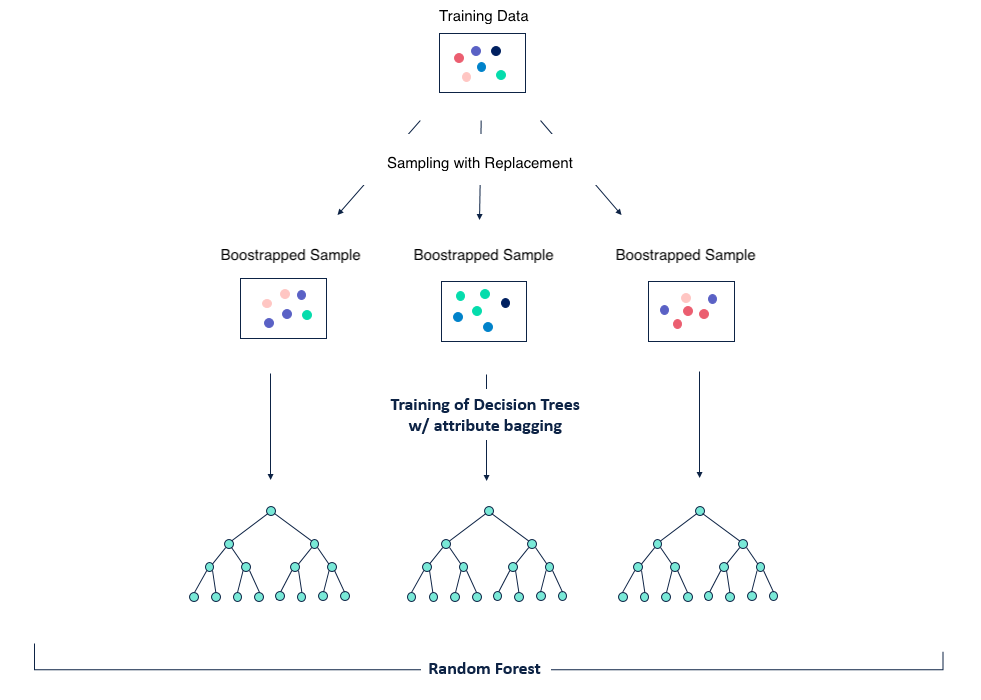 Training Data
Sampling with Replacement
Boostrapped Sample
Boostrapped Sample
Boostrapped Sample
Training of Decision Trees
w/ attribute bagging
Random Forest